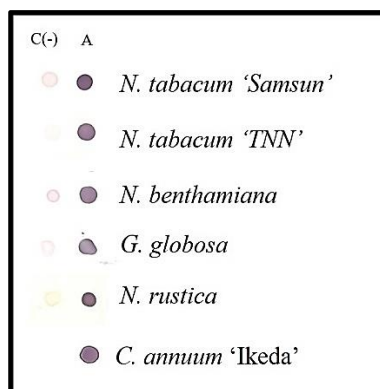 C(-) A
N. tabacum ‘Samsun’
N. tabacum ‘TNN’
N. benthamiana
G. globosa
N. rustica
C. annuum ‘Ikeda’